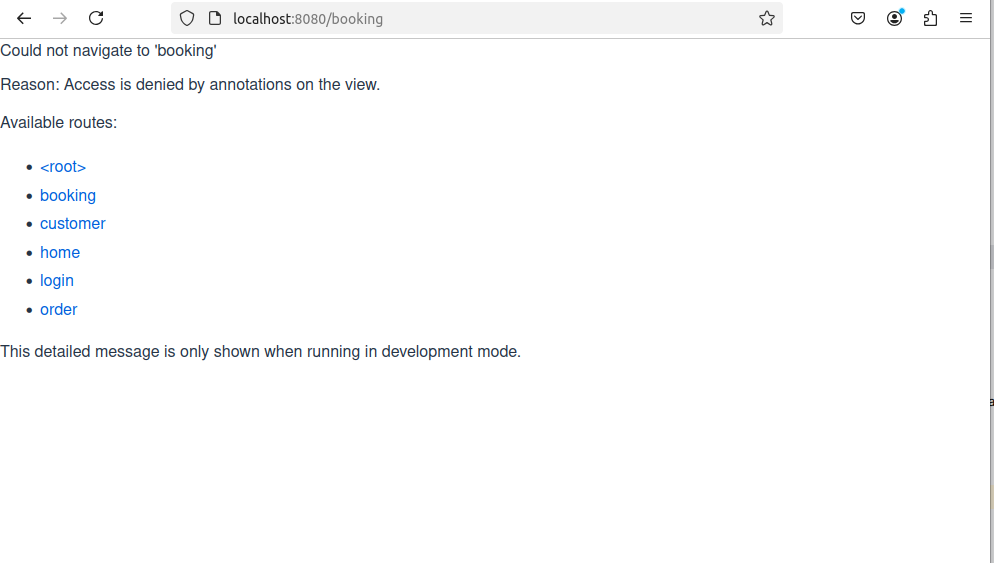 localhost:8080/booking
Could not navigate to 'booking'
Reason: Access is denied by annotations on the view.
Available routes:
<root>
booking
customer
home
login
order
This detailed message is only shown when running in development mode.